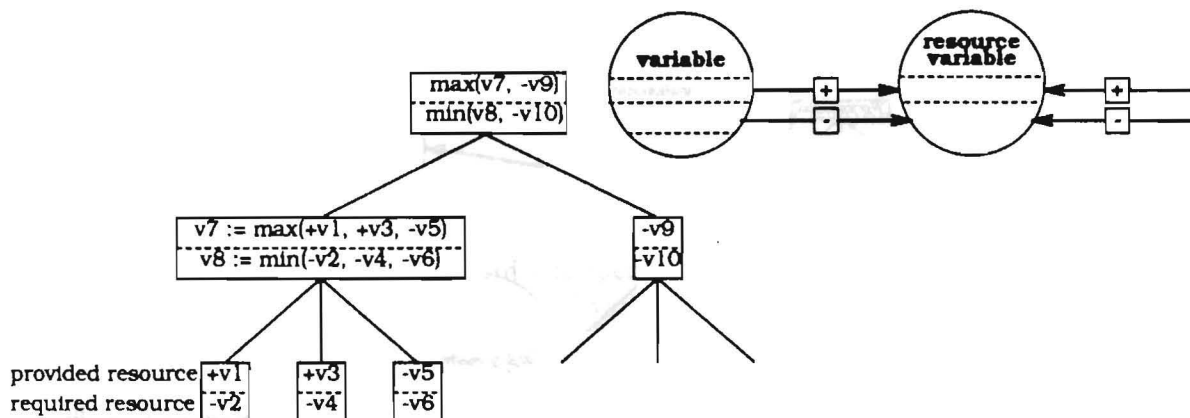 variable
resource
variable
+
+
-
-
max(v7, -v9)
min(v8, -v10)
v7 := max(+v1, +v3, -v5)
v8 := min(-v2, -v4, -v6)
-v9
-v10
provided resource +v1 +v3 -v5
required resource -v2 -v4 -v6